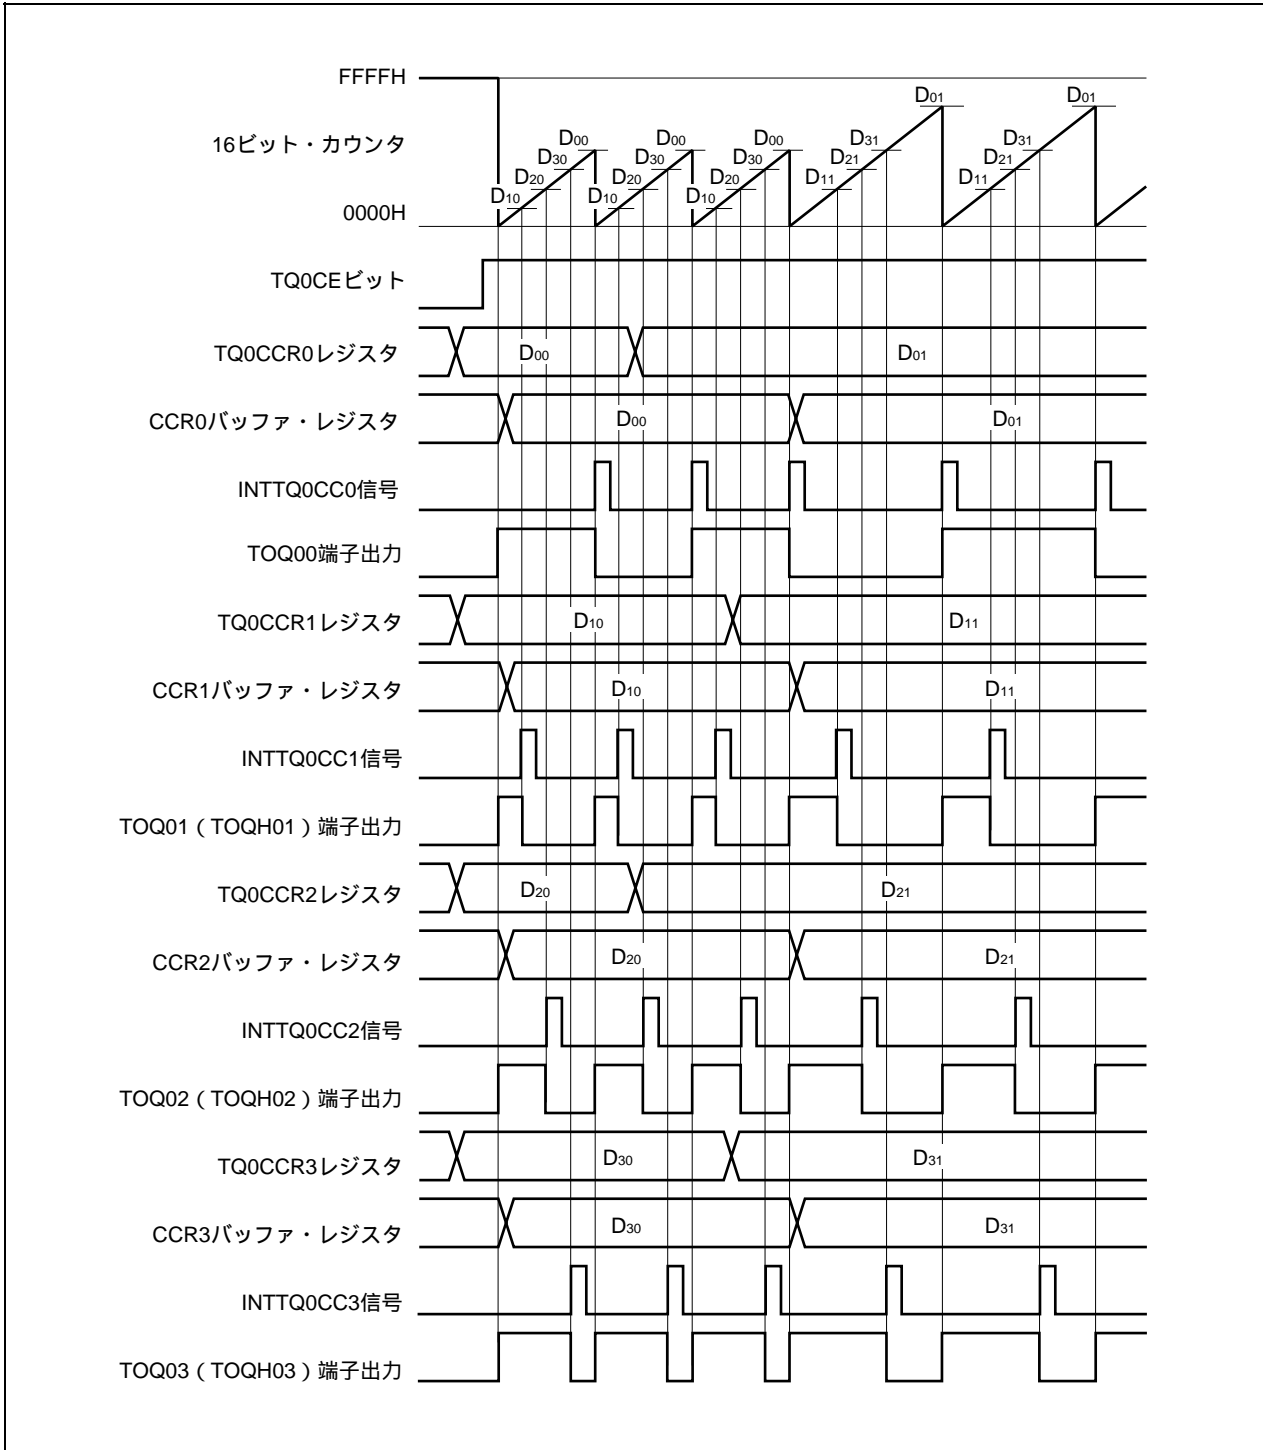 FFFFH
16ビット・カウンタ
0000H
D01 D01
D00 D00 D00 D31 D31
D30 D30 D30 D21 D21
D20 D20 D20 D11 D11
D10 D10 D10
TQ0CEビット
TQ0CCR0レジスタ D00 D01
CCR0バッファ・レジスタ D00 D01
INTTQ0CC0信号
TOQ00端子出力
TQ0CCR1レジスタ D10 D11
CCR1バッファ・レジスタ D10 D11
INTTQ0CC1信号
TOQ01(TOQH01)端子出力
TQ0CCR2レジスタ D20 D21
CCR2バッファ・レジスタ D20 D21
INTTQ0CC2信号
TOQ02(TOQH02)端子出力
TQ0CCR3レジスタ D30 D31
CCR3バッファ・レジスタ D30 D31
INTTQ0CC3信号
TOQ03(TOQH03)端子出力